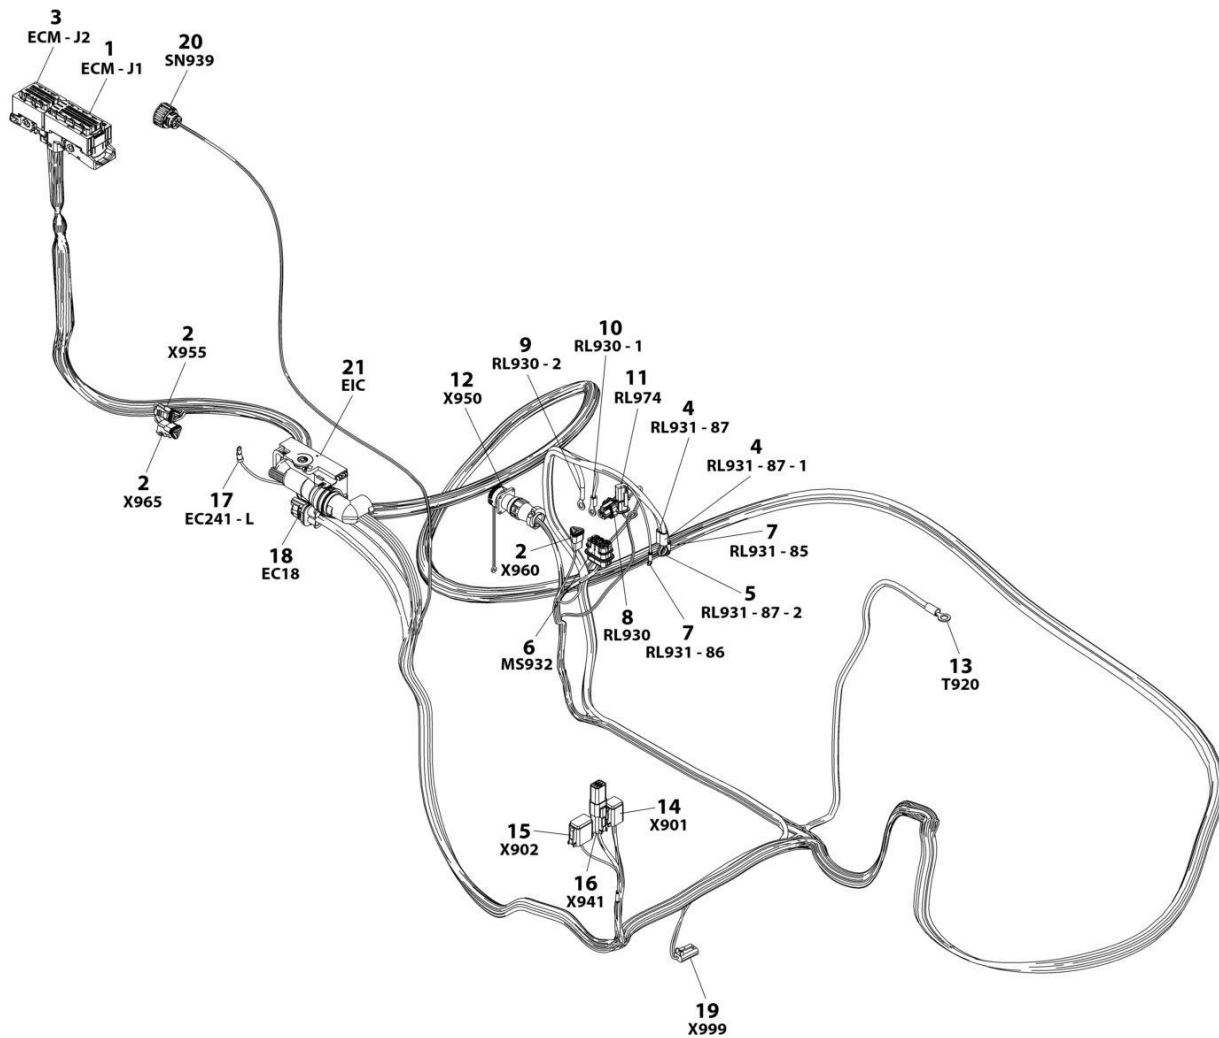 3
ECM - J2
1
ECM - J1
20
SN939
2
X955
2
X965
21
EIC
17
EC241 - L
18
EC18
12
X950
9
RL930 - 2
10
RL930 - 1
11
RL974
4
RL931 - 87
4
RL931 - 87 - 1
7
RL931 - 85
5
RL931 - 87 - 2
2
X960
6
MS932
8
RL930
7
RL931 - 86
13
T920
14
X901
15
X902
16
X941
19
X999